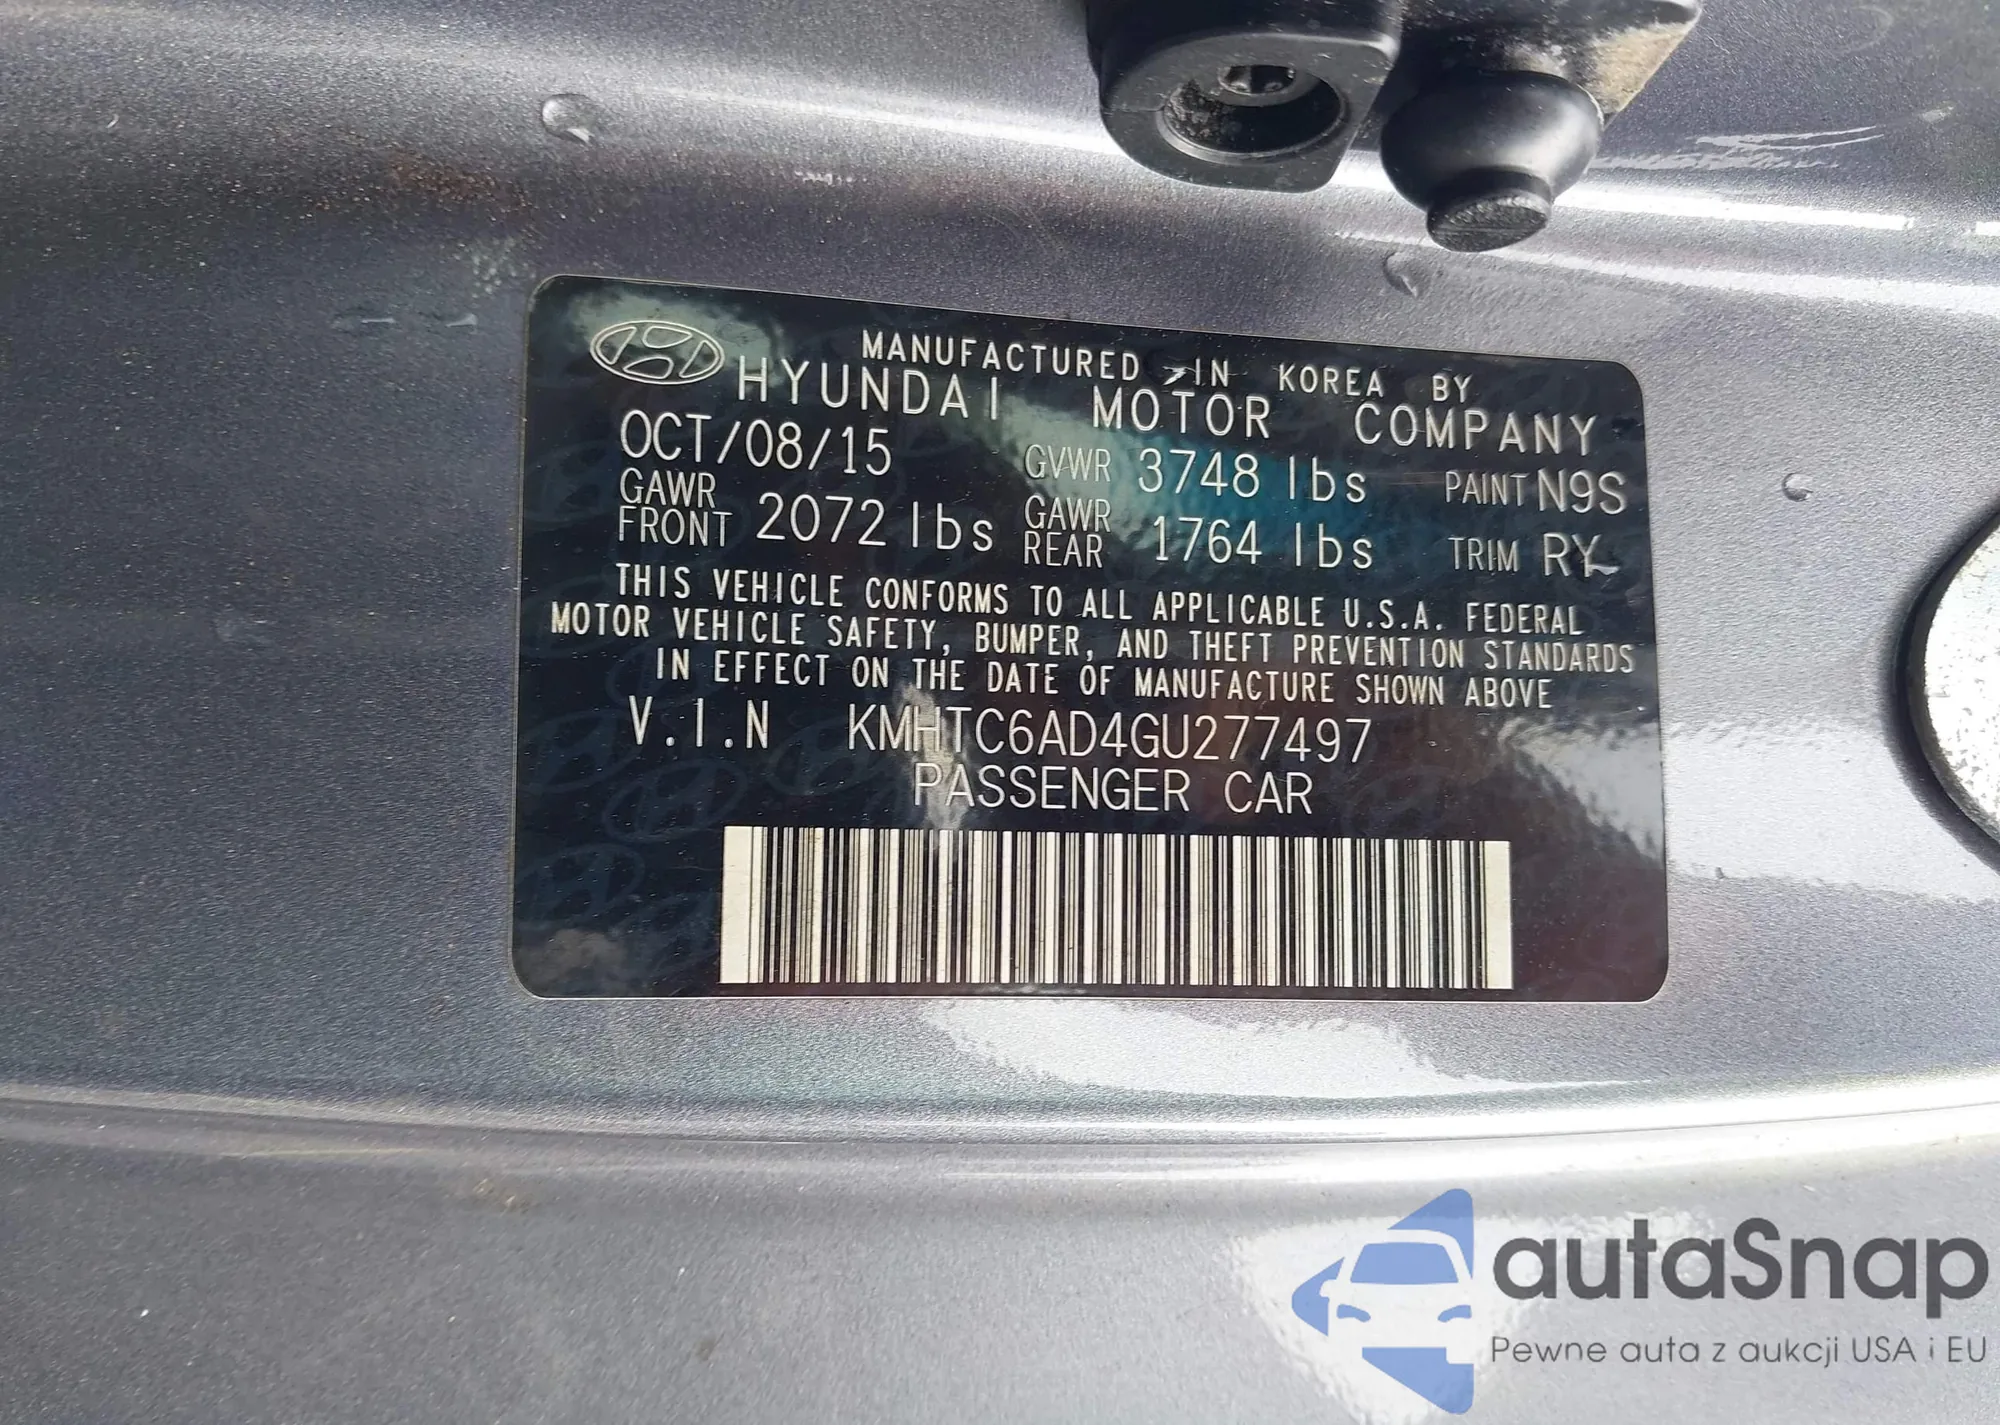 MANUFACTURED IN KOREA BY
HYUNDAI MOTOR COMPANY
OCT/08/15 GVWR 3748 lbs PAINT N9S
GAWR FRONT 2072 lbs GAWR REAR 1764 lbs TRIM RY
THIS VEHICLE CONFORMS TO ALL APPLICABLE U.S.A. FEDERAL
MOTOR VEHICLE SAFETY, BUMPER, AND THEFT PREVENTION STANDARDS
IN EFFECT ON THE DATE OF MANUFACTURE SHOWN ABOVE
V.I.N KMHTC6AD4GU277497
PASSENGER CAR
autaSnap
Pewne auta z aukcji USA i EU